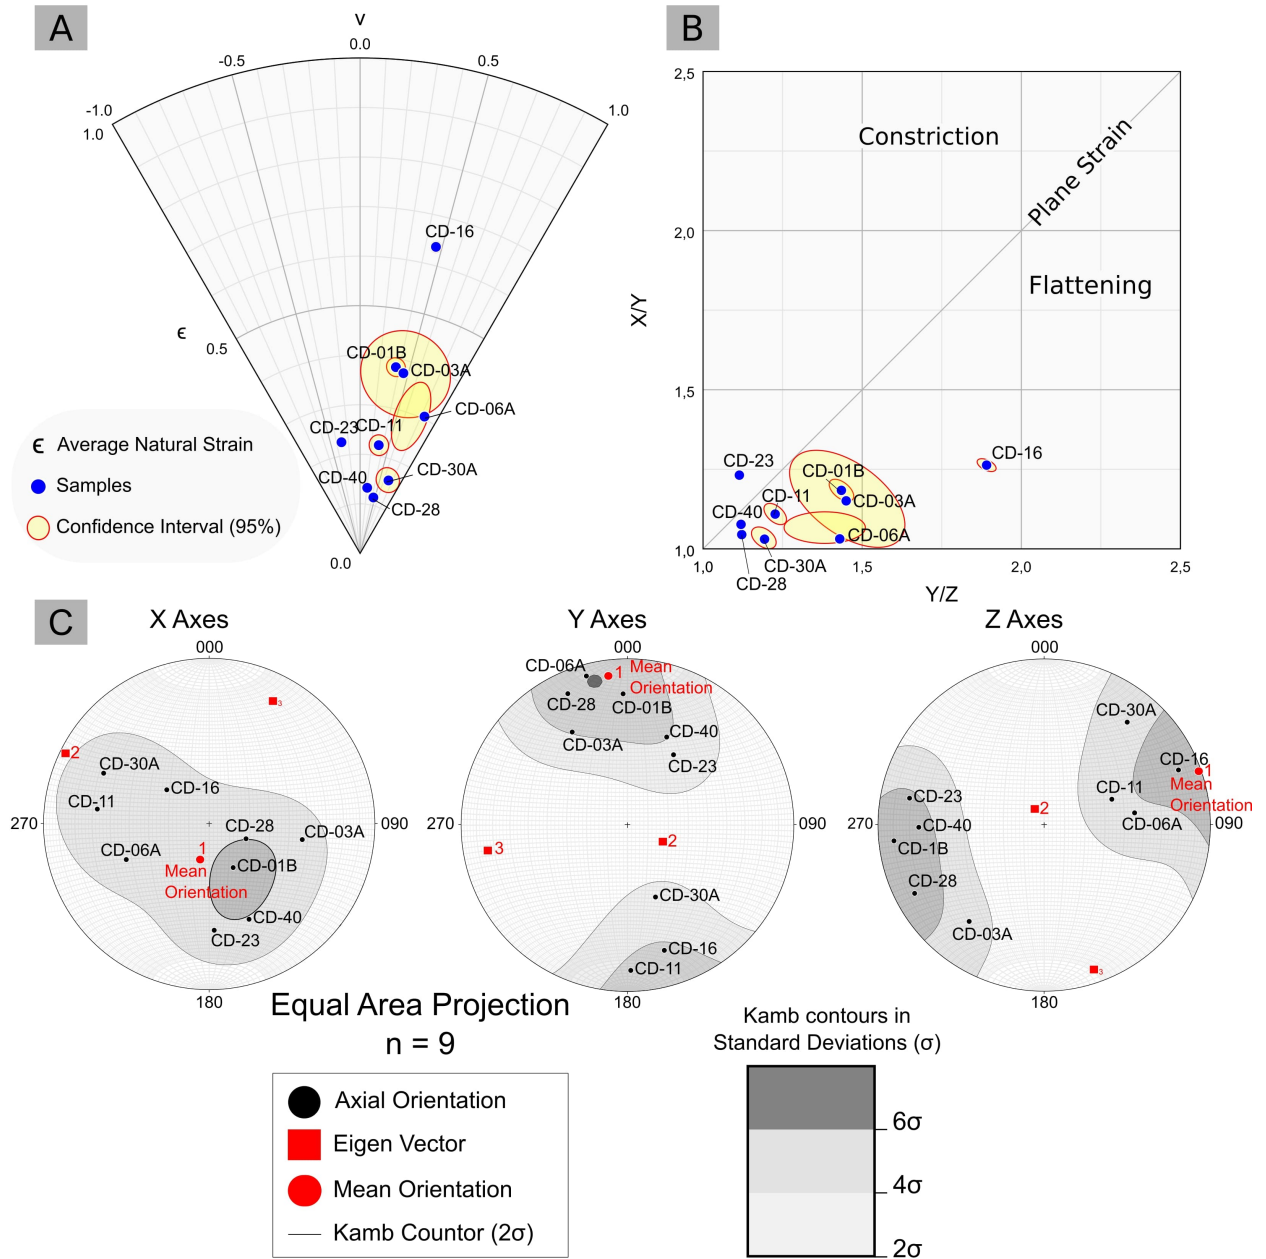 A
ν
0.0
-0.5
0.5
-1.0
1.0
1.0
CD-16
ϵ
0.5
CD-01B
CD-03A
CD-06A
CD-23
CD-11
CD-30A
CD-40
CD-28
0.0
ϵ Average Natural Strain
Samples
Confidence Interval (95%)
B
2,5
Constriction
Plane Strain
2,0
Flattening
X/Y
1,5
CD-16
CD-23
CD-01B
CD-11
CD-03A
CD-40
CD-06A
1,0
CD-30A
CD-28
1,0
1,5
2,0
2,5
Y/Z
C
X Axes
000
3
2
CD-30A
CD-16
CD-11
270
090
CD-28
CD-03A
CD-06A
1
CD-01B
Mean
Orientation
CD-40
CD-23
180
Y Axes
000
CD-06A
1
Mean
Orientation
CD-28
CD-01B
CD-03A
CD-40
CD-23
270
090
3
2
CD-30A
CD-16
CD-11
180
Z Axes
000
CD-30A
CD-16
1
Mean
Orientation
CD-11
CD-23
2
CD-06A
270
090
CD-40
CD-1B
CD-28
CD-03A
3
180
Equal Area Projection
n = 9
Axial Orientation
Eigen Vector
Mean Orientation
Kamb Countor (2σ)
Kamb contours in
Standard Deviations (σ)
6σ
4σ
2σ